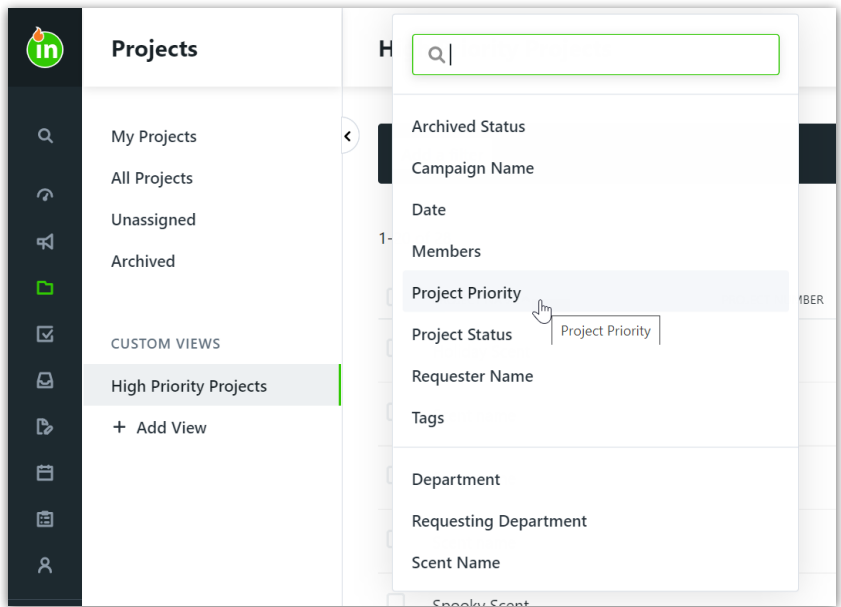 in
Projects
H
My Projects
All Projects
Unassigned
Archived
CUSTOM VIEWS
High Priority Projects
+ Add View
Archived Status
Campaign Name
Date
Members
Project Priority
Project Status
Project Priority
Requester Name
Tags
Department
Requesting Department
Scent Name
1-
MBER
Spooky Scent